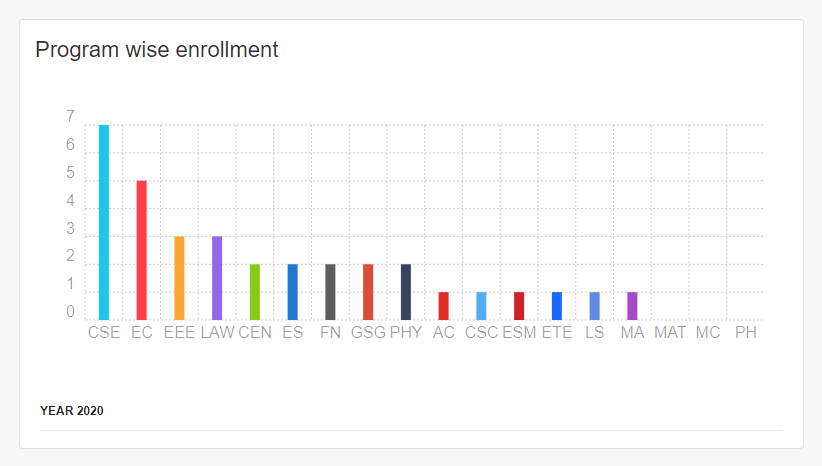 Program wise enrollment
7
6
5
4
3
2
1
0
CSE EC EEE LAW CEN ES FN GSG PHY AC CSC ESM ETE LS MA MAT MC PH
YEAR 2020